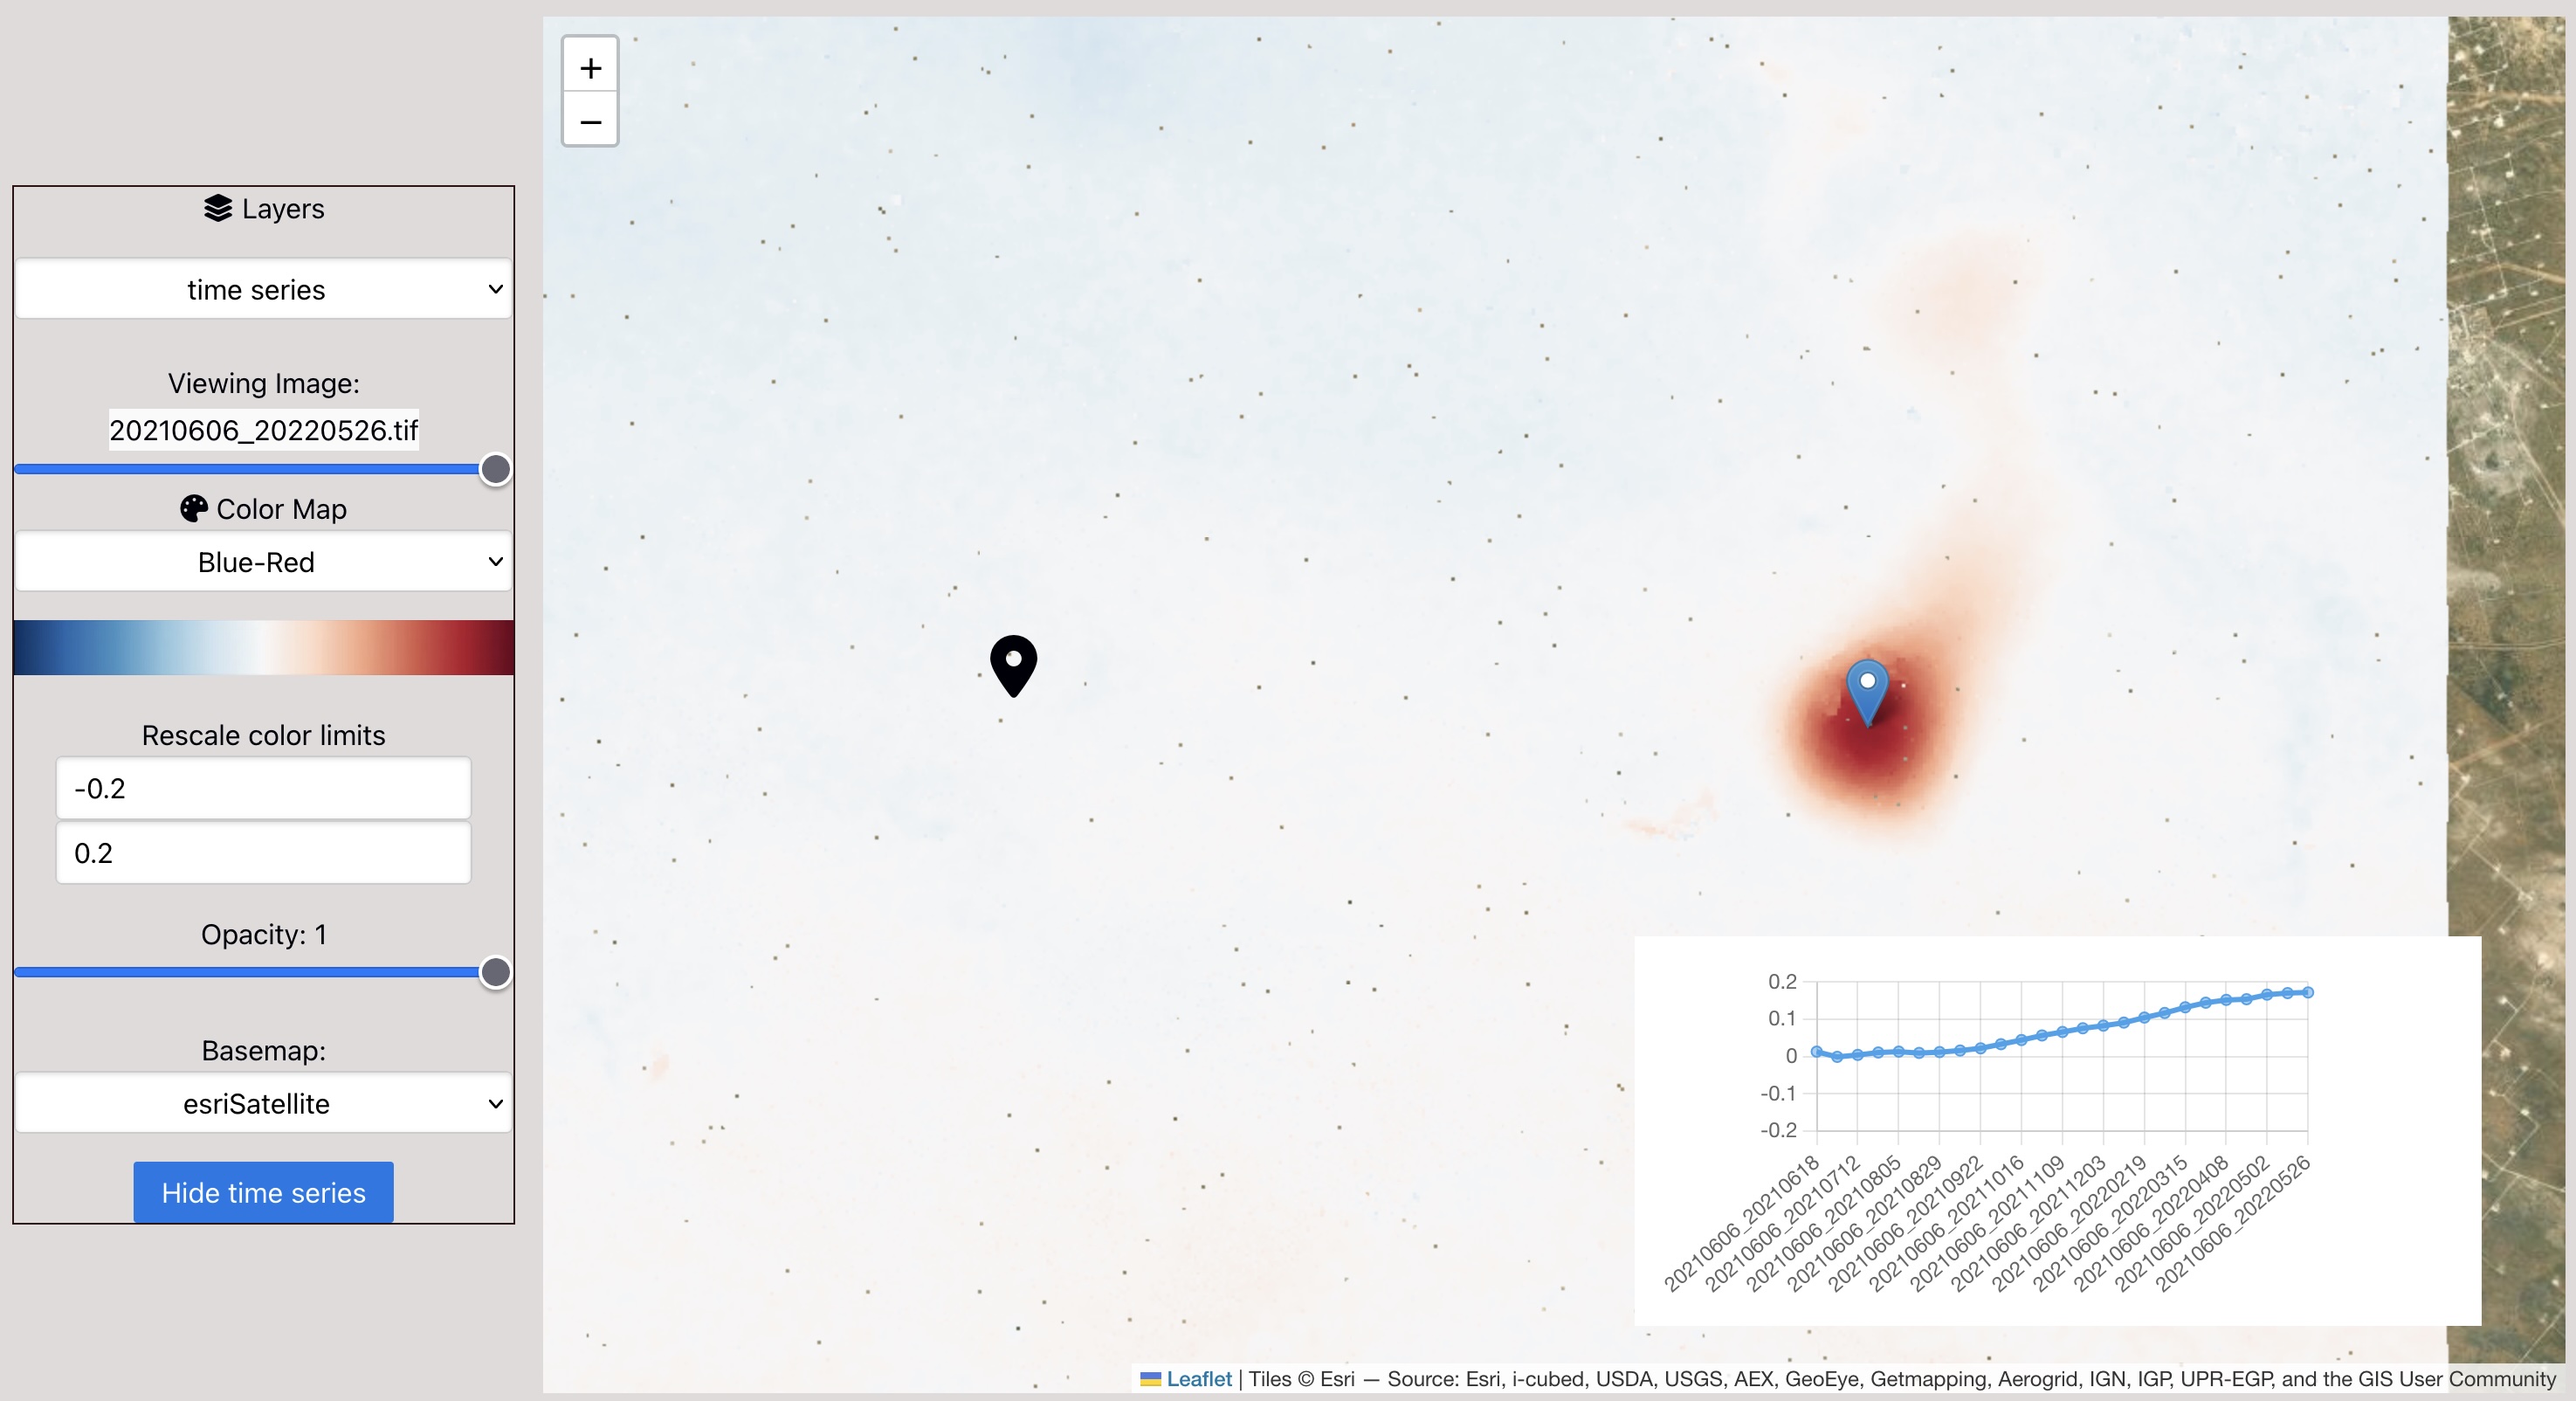 Layers
time series
Viewing Image:
20210606_20220526.tif
Color Map
Blue-Red
Rescale color limits
-0.2
0.2
Opacity: 1
Basemap:
esriSatellite
Hide time series
+
−
0.2
0.1
0
-0.1
-0.2
20210606_20210618
20210606_20210712
20210606_20210805
20210606_20210829
20210606_20210922
20210606_20211016
20210606_20211109
20210606_20211203
20210606_20220219
20210606_20220315
20210606_20220408
20210606_20220502
20210606_20220526
Leaflet | Tiles © Esri — Source: Esri, i-cubed, USDA, USGS, AEX, GeoEye, Getmapping, Aerogrid, IGN, IGP, UPR-EGP, and the GIS User Community